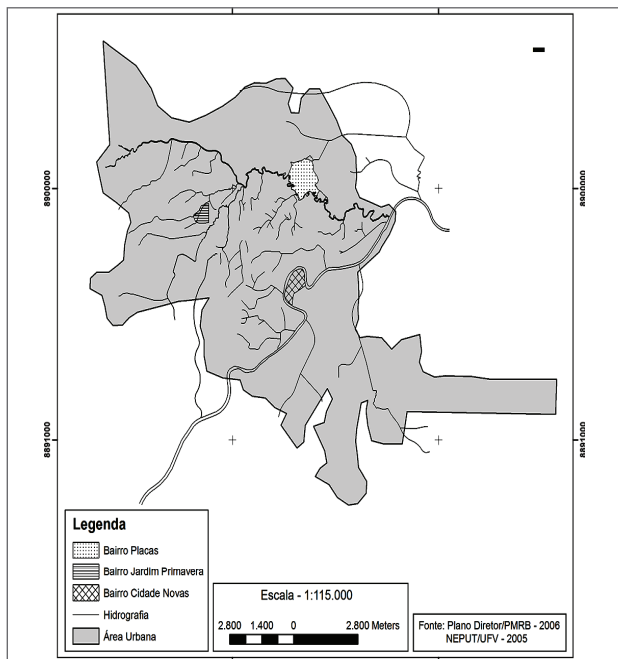 8900000
8900000
8891000
8891000
Legenda
Bairro Placas
Bairro Jardim Primavera
Bairro Cidade Novas
Hidrografia
Área Urbana
Escala - 1:115.000
2.800 1.400 0 2.800 Meters
Fonte: Plano Diretor/PMRB - 2006
NEPUT/UFV - 2005